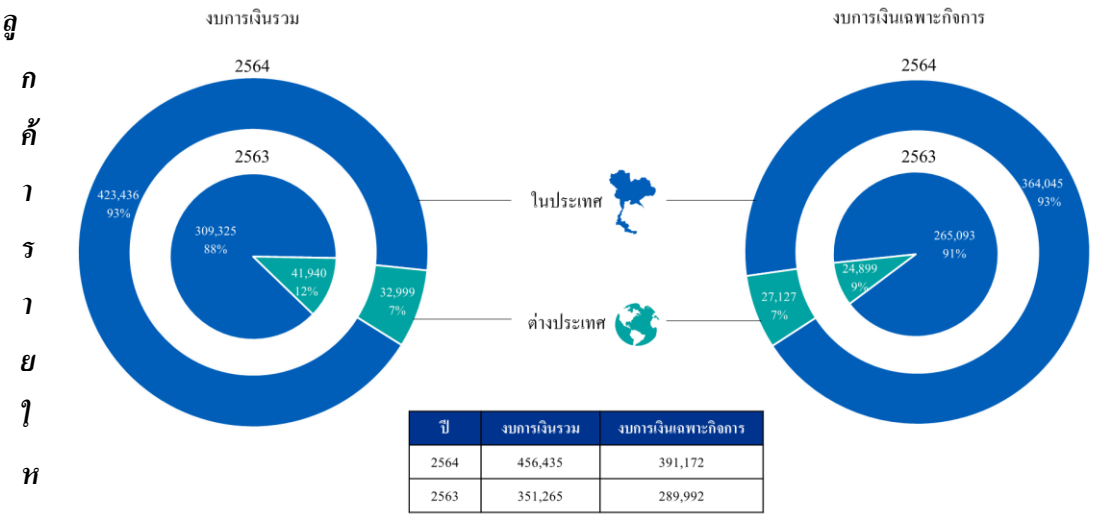 ลู
ก
ค้
า
ร
า
ย
ใ
ห
งบการเงินรวม
2564
2563
423,436
93%
309,325
88%
41,940
12%
32,999
7%
ในประเทศ
ต่างประเทศ
งบการเงินเฉพาะกิจการ
2564
2563
364,045
93%
265,093
91%
24,899
9%
27,127
7%
ปี งบการเงินรวม งบการเงินเฉพาะกิจการ
2564 456,435 391,172
2563 351,265 289,992